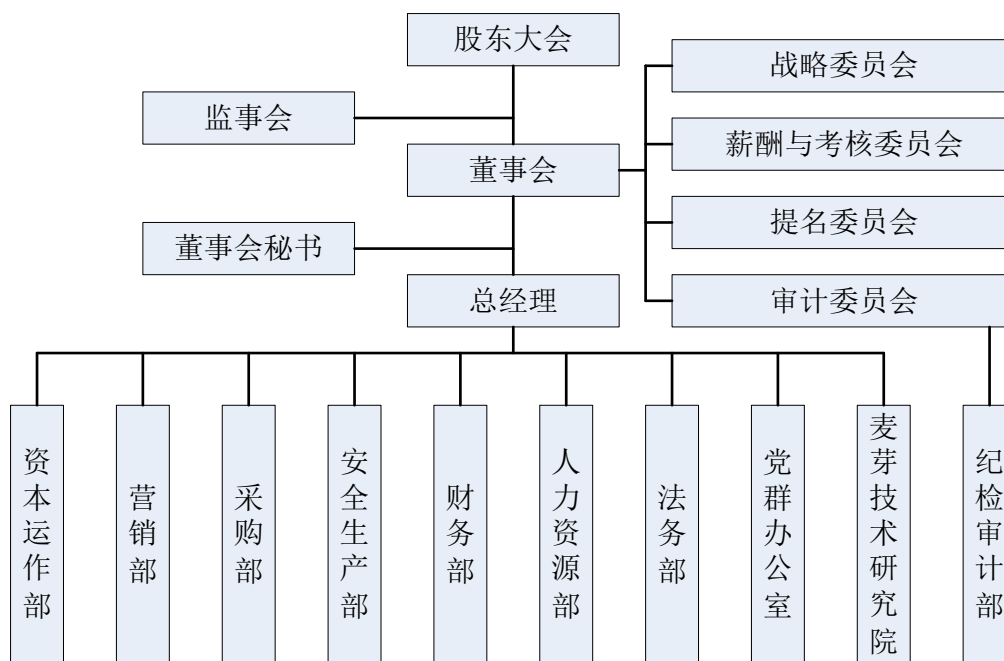 股东大会
战略委员会
监事会
薪酬与考核委员会
董事会
提名委员会
董事会秘书
总经理
审计委员会
资本运作部
营销部
采购部
安全生产部
财务部
人力资源部
法务部
党群办公室
麦芽技术研究院
纪检审计部